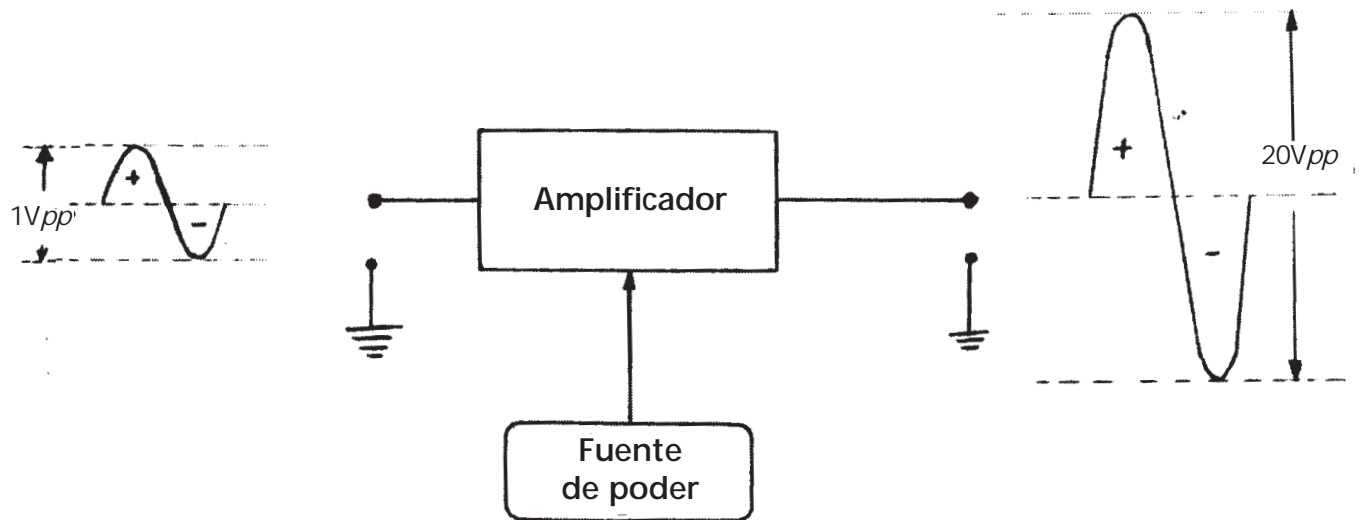 20Vpp
+
+
1Vpp
Amplificador
-
-
Fuente
de poder